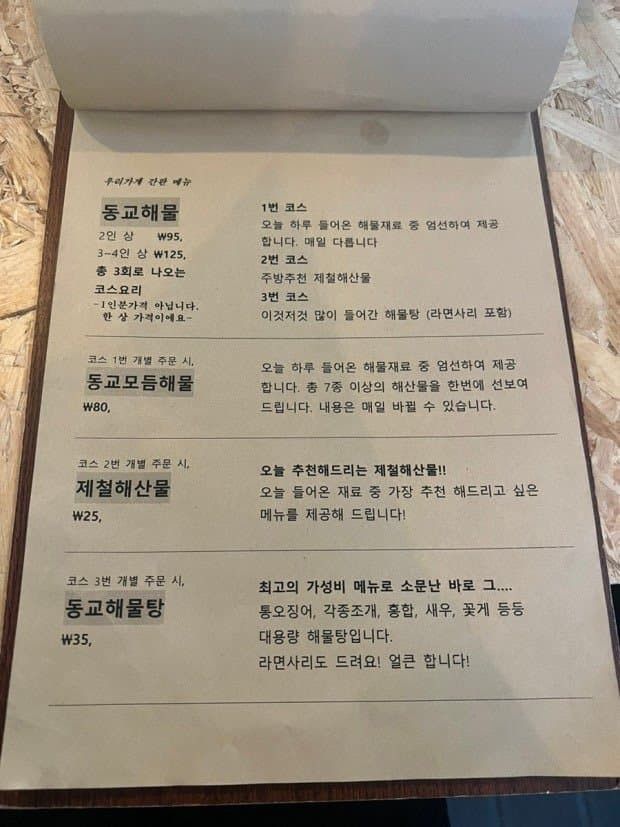 우리가게 간판 메뉴
동교해물
2인 상 ₩95,
3-4인 상 ₩125,
총 3회로 나오는
코스요리
-1인분가격 아닙니다.
한 상 가격이에요-
1번 코스
오늘 하루 들어온 해물재료 중 엄선하여 제공
합니다. 매일 다릅니다
2번 코스
주방추천 제철해산물
3번 코스
이것저것 많이 들어간 해물탕 (라면사리 포함)
코스 1번 개별 주문 시,
동교모듬해물
₩80,
오늘 하루 들어온 해물재료 중 엄선하여 제공
합니다. 총 7종 이상의 해산물을 한번에 선보여
드립니다. 내용은 매일 바뀔 수 있습니다.
코스 2번 개별 주문 시,
제철해산물
₩25,
오늘 추천해드리는 제철해산물!!
오늘 들어온 재료 중 가장 추천 해드리고 싶은
메뉴를 제공해 드립니다!
코스 3번 개별 주문 시,
동교해물탕
₩35,
최고의 가성비 메뉴로 소문난 바로 그....
통오징어, 각종조개, 홍합, 새우, 꽃게 등등
대용량 해물탕입니다.
라면사리도 드려요! 얼큰 합니다!